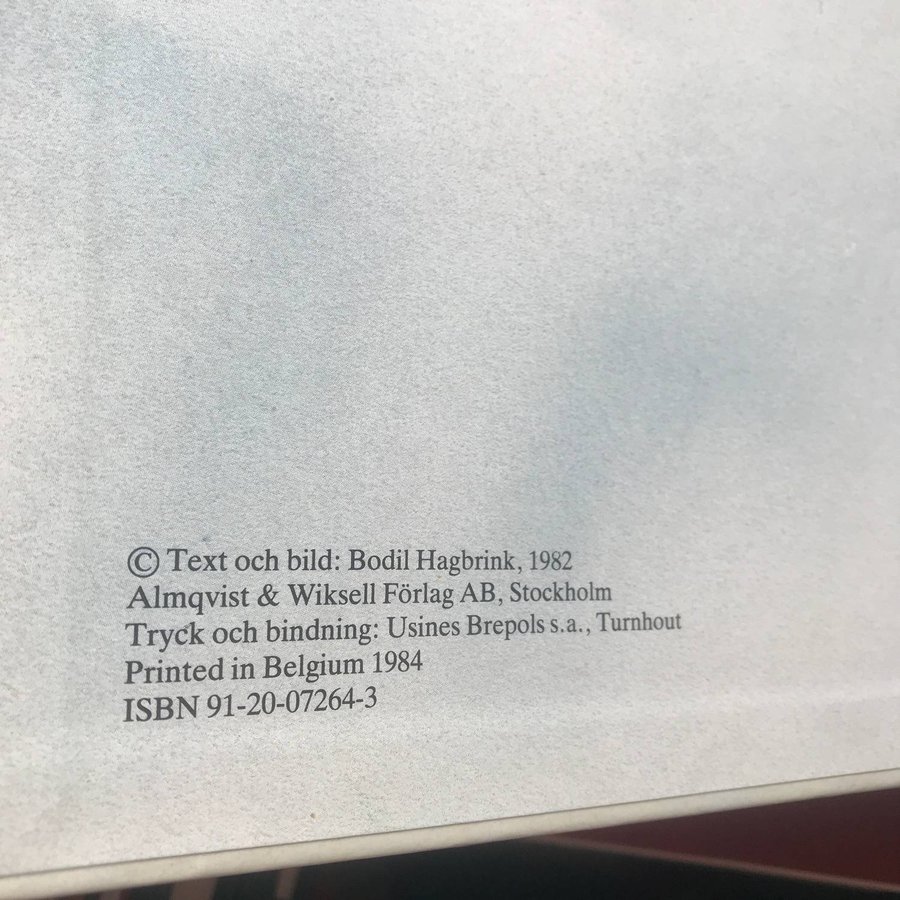 © Text och bild: Bodil Hagbrink, 1982
Almqvist & Wiksell Förlag AB, Stockholm
Tryck och bindning: Usines Brepols s.a., Turnhout
Printed in Belgium 1984
ISBN 91-20-07264-3